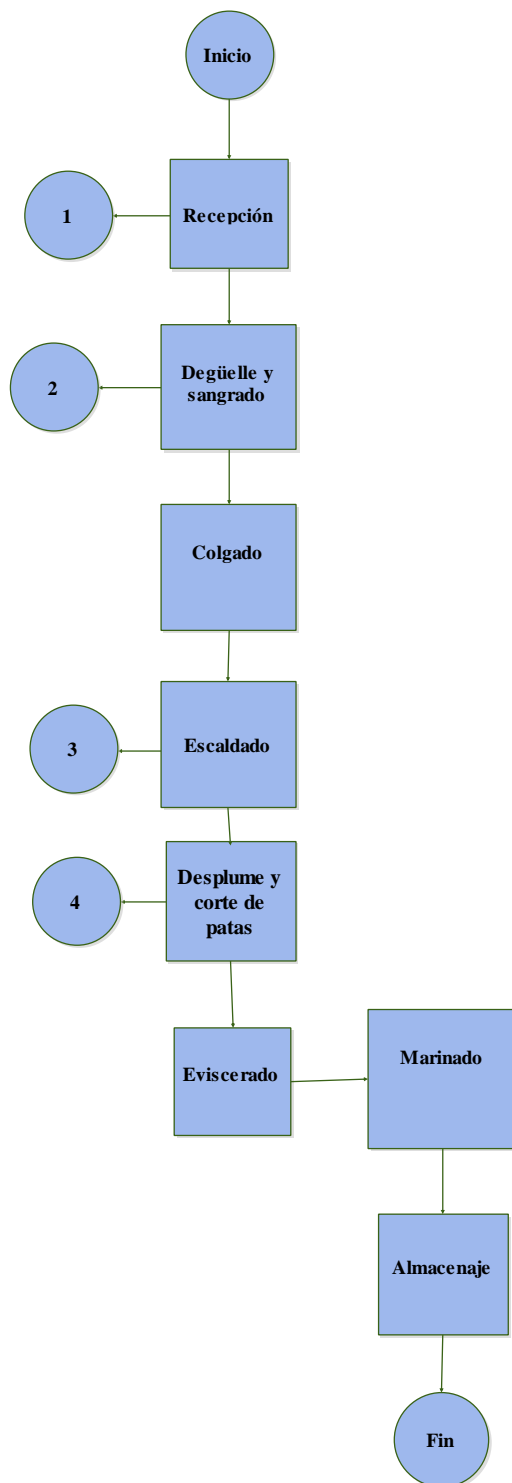 Inicio
1
Recepción
2
Degüelle y
sangrado
Colgado
3
Escaldado
4
Desplume y
corte de
patas
Eviscerado
Marinado
Almacenaje
Fin